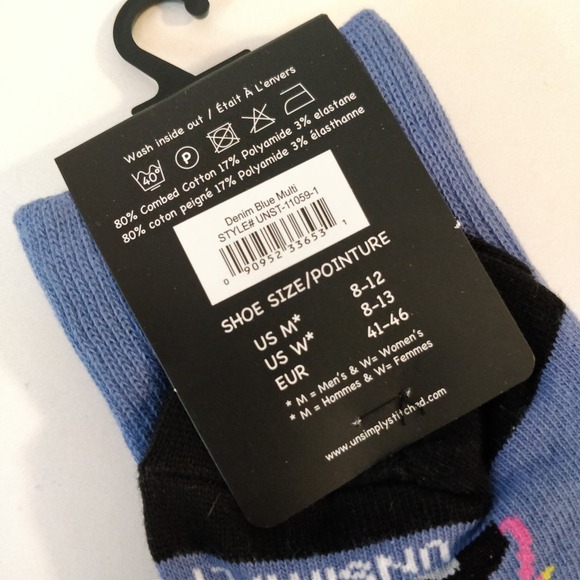 Wash inside out / Était À L'envers
40°
P
80% Combed Cotton 17% Polyamide 3% elastane
80% coton peigné 17% Polyamide 3% élasthanne
Denim Blue Multi
STYLE# UNST-11059-1
0 90952 33653 1
SHOE SIZE/POINTURE
US M* 8-12
US W* 8-13
EUR 41-46
* M = Men's & W= Women's
* M = Hommes & W= Femmes
www.unsimplystitched.com